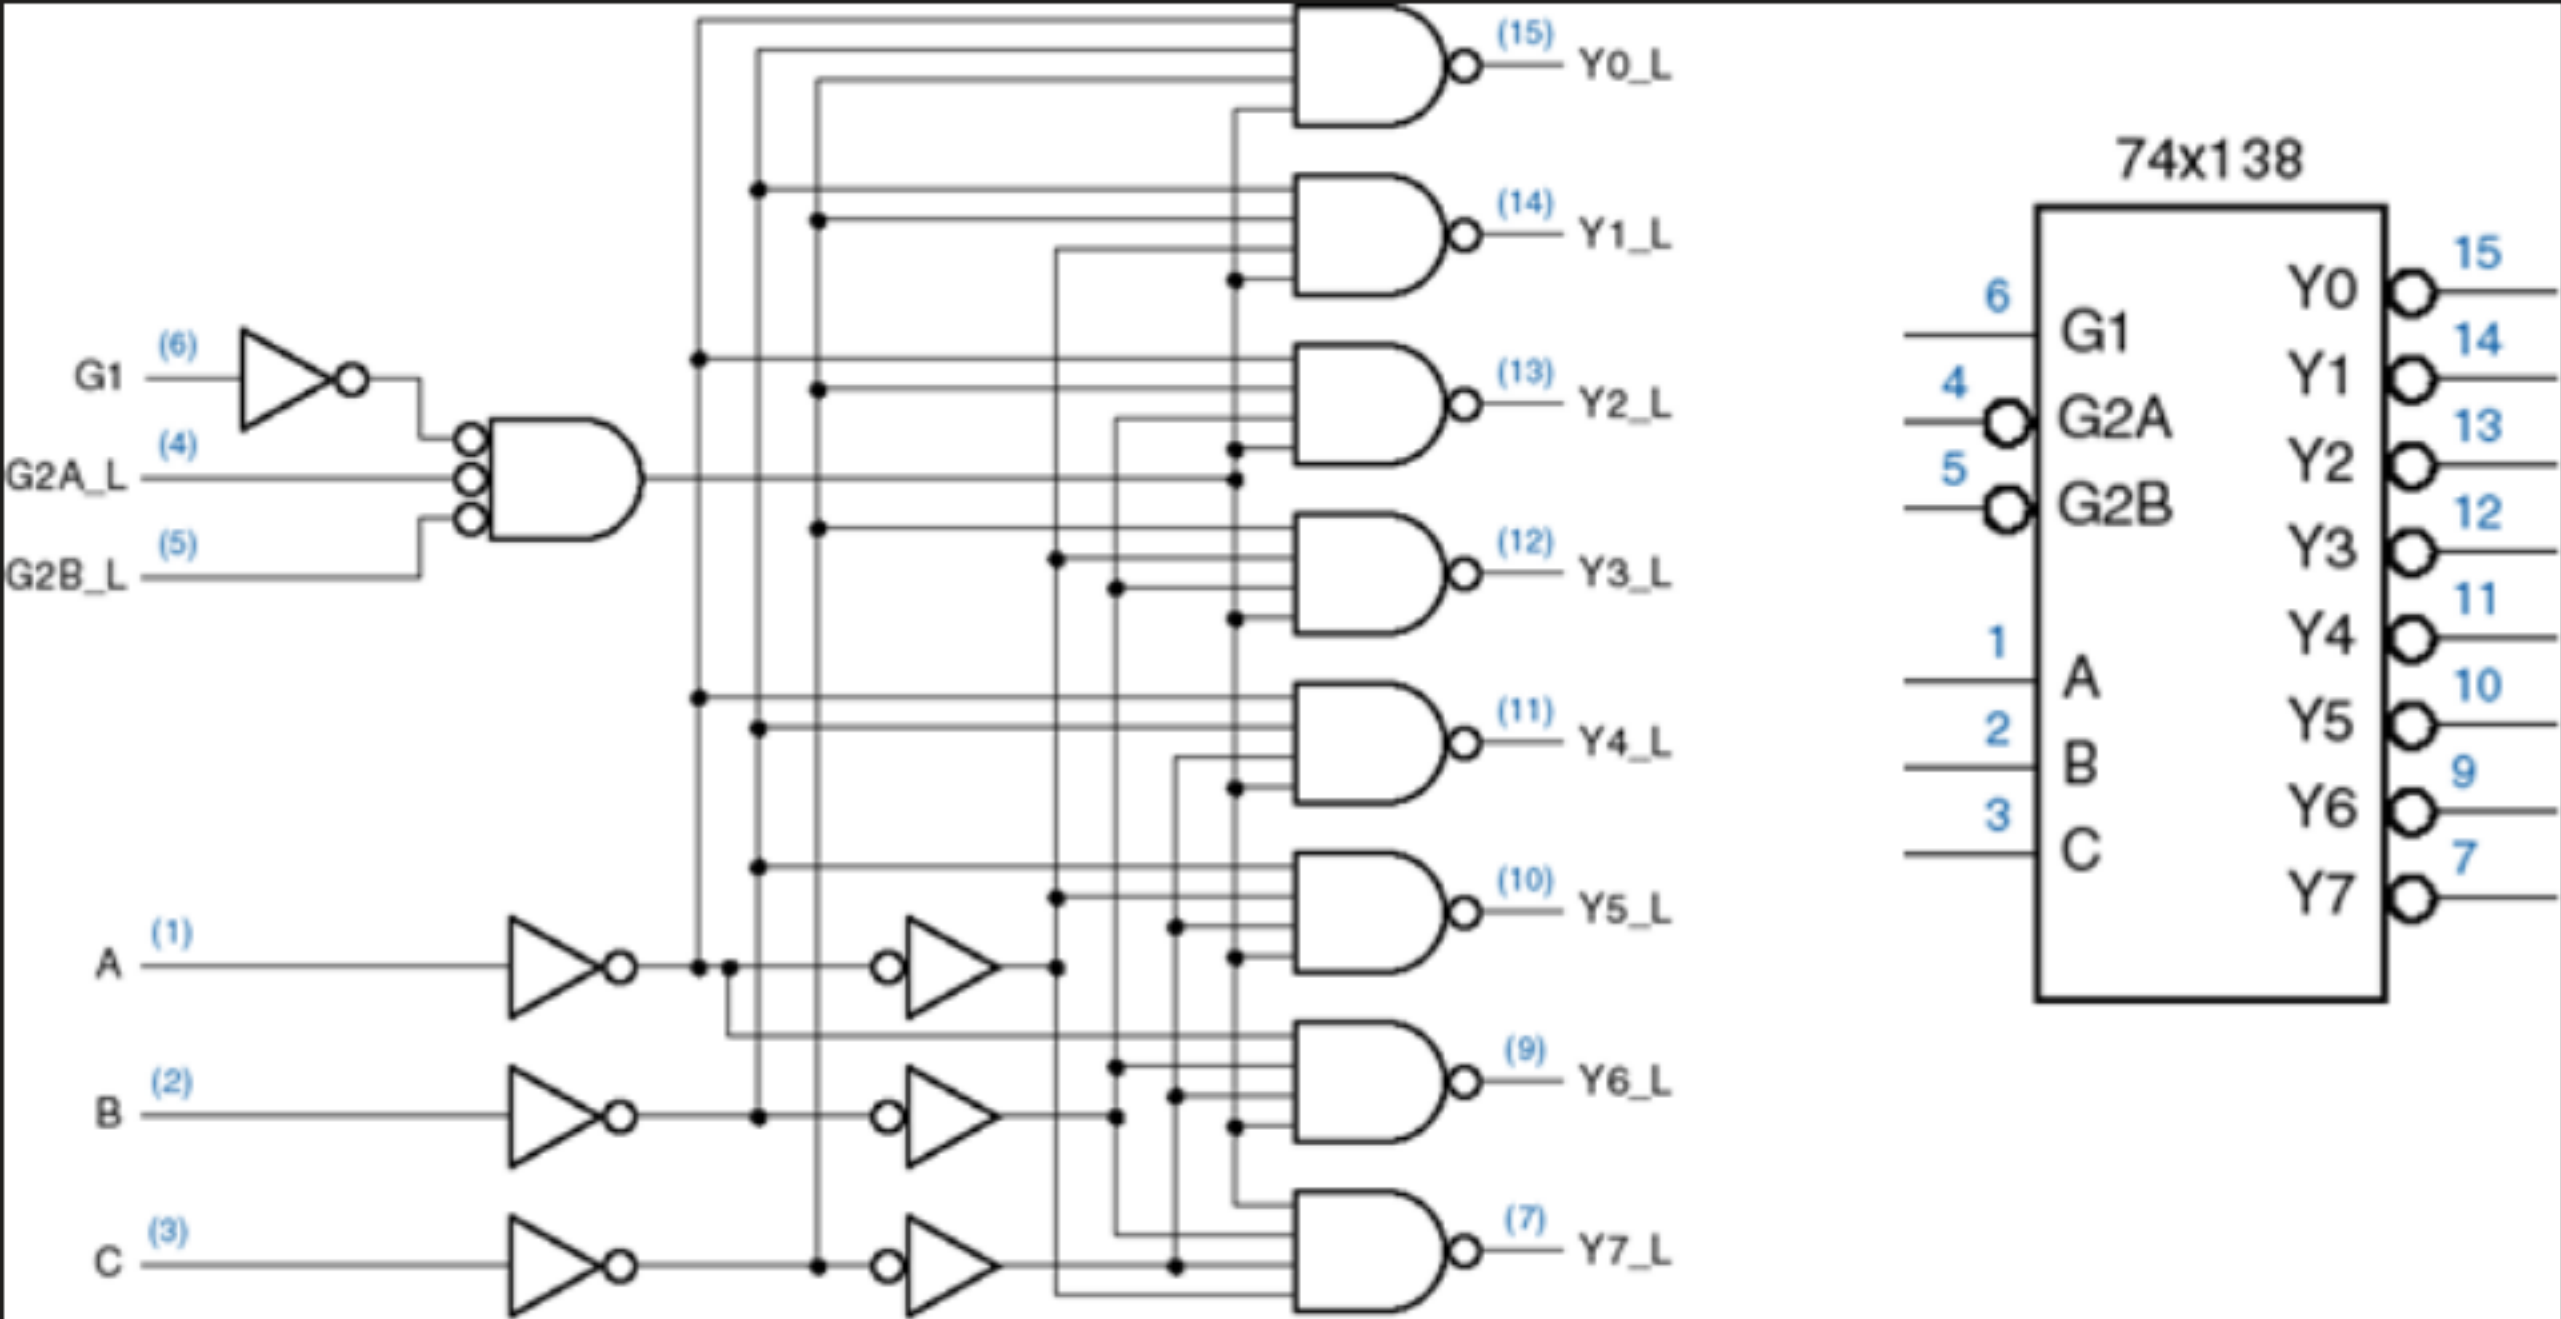 (15)
Y0_L
(14)
Y1_L
(6)
G1
(13)
Y2_L
(4)
G2A_L
(5)
G2B_L
(12)
Y3_L
(11)
Y4_L
(10)
Y5_L
(1)
A
(9)
Y6_L
(2)
B
(7)
Y7_L
(3)
C
74x138
6
G1
4
G2A
5
G2B
1
A
2
B
3
C
Y0
15
Y1
14
Y2
13
Y3
12
Y4
11
Y5
10
Y6
9
Y7
7